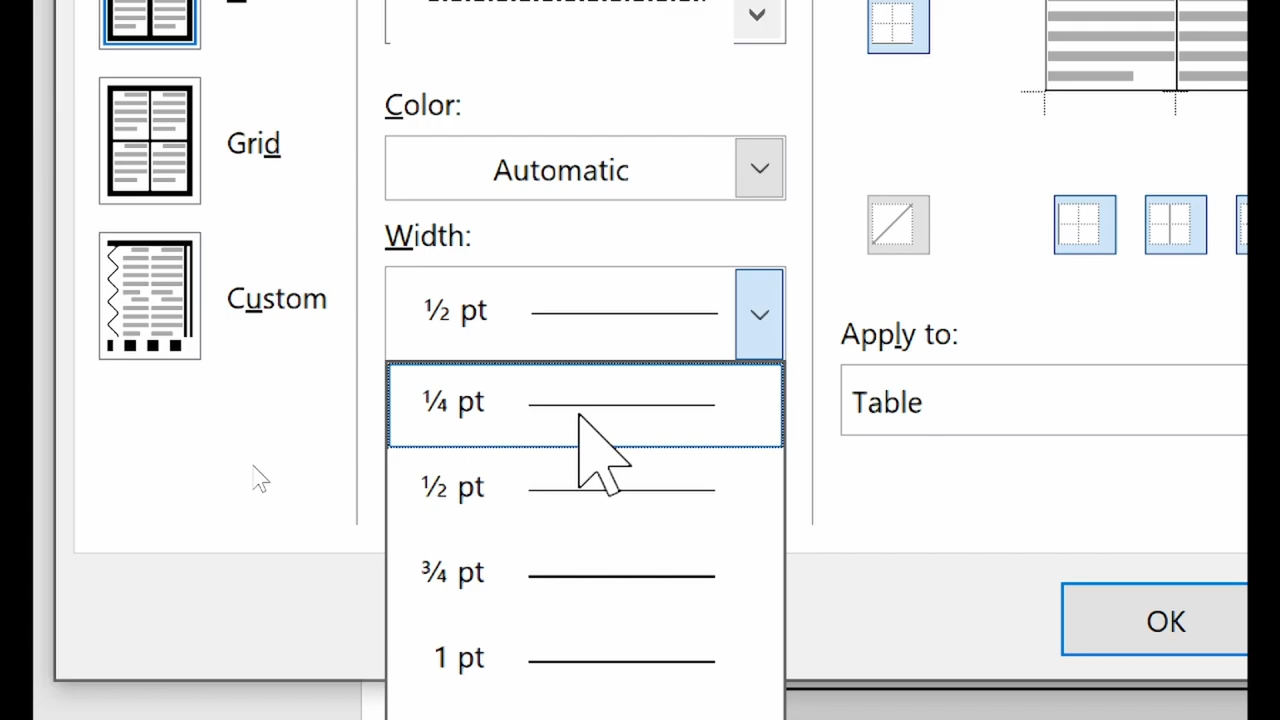 Color:
Grid
Automatic
Width:
½ pt
Custom
Apply to:
¼ pt
Table
½ pt
¾ pt
OK
1 pt